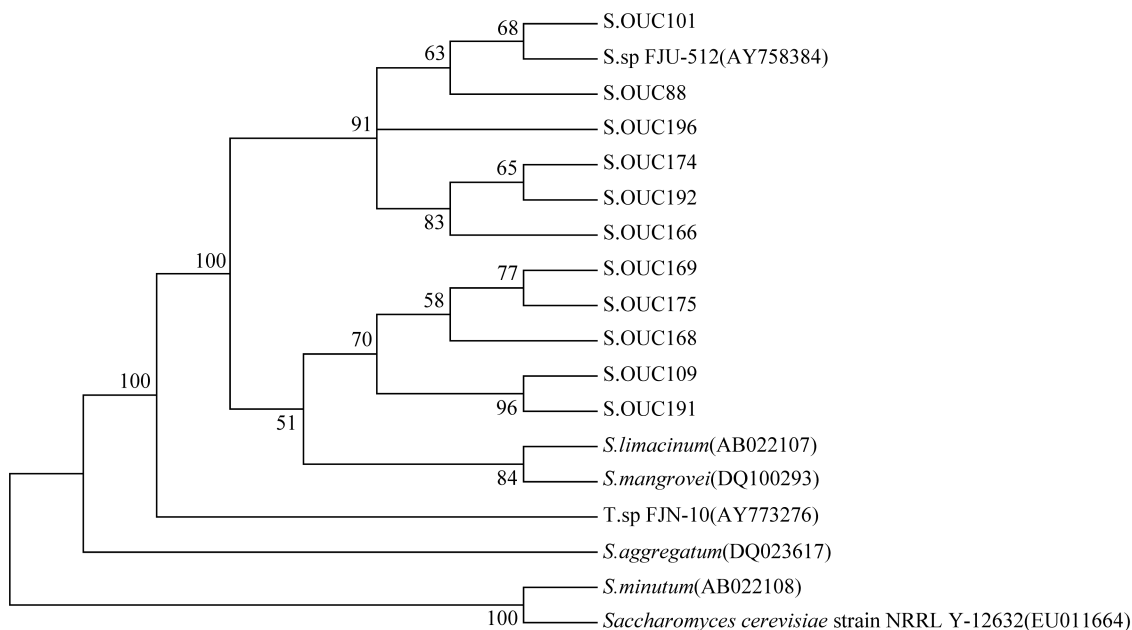 S.OUC101
68
S.sp FJU-512(AY758384)
63
S.OUC88
91
S.OUC196
S.OUC174
65
S.OUC192
83
S.OUC166
100
S.OUC169
77
S.OUC175
58
S.OUC168
70
S.OUC109
100
96
S.OUC191
51
S.limacinum(AB022107)
84
S.mangrovei(DQ100293)
T.sp FJN-10(AY773276)
S.aggregatum(DQ023617)
S.minutum(AB022108)
100
Saccharomyces cerevisiae strain NRRL Y-12632(EU011664)